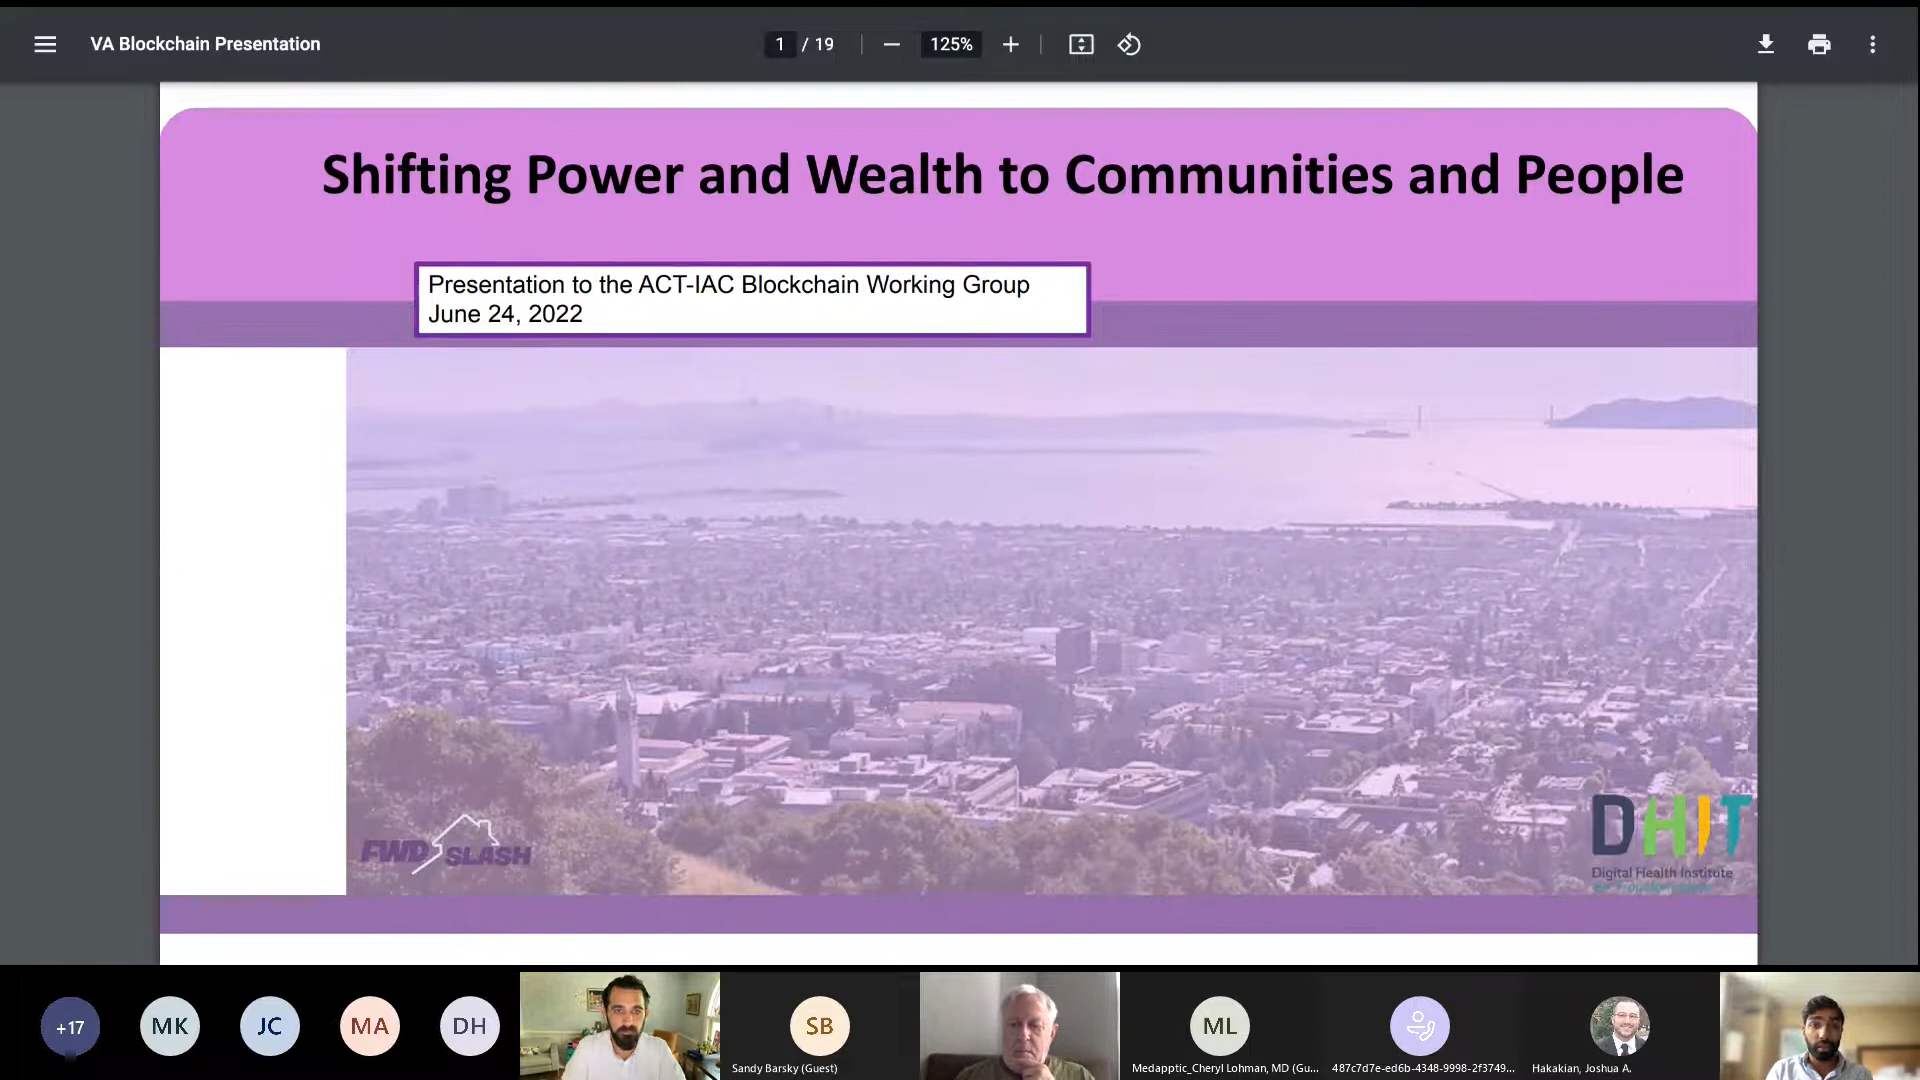 VA Blockchain Presentation
1 / 19
125%
Shifting Power and Wealth to Communities and People
Presentation to the ACT-IAC Blockchain Working Group
June 24, 2022
FWD SLASH
DHIT
Digital Health Institute
+17
MK
JC
MA
DH
SB
Sandy Barsky (Guest)
ML
Medapptic_Cheryl Lohman, MD (Gu...
487c7d7e-ed6b-4348-9998-2f3749...
Hakakian, Joshua A.